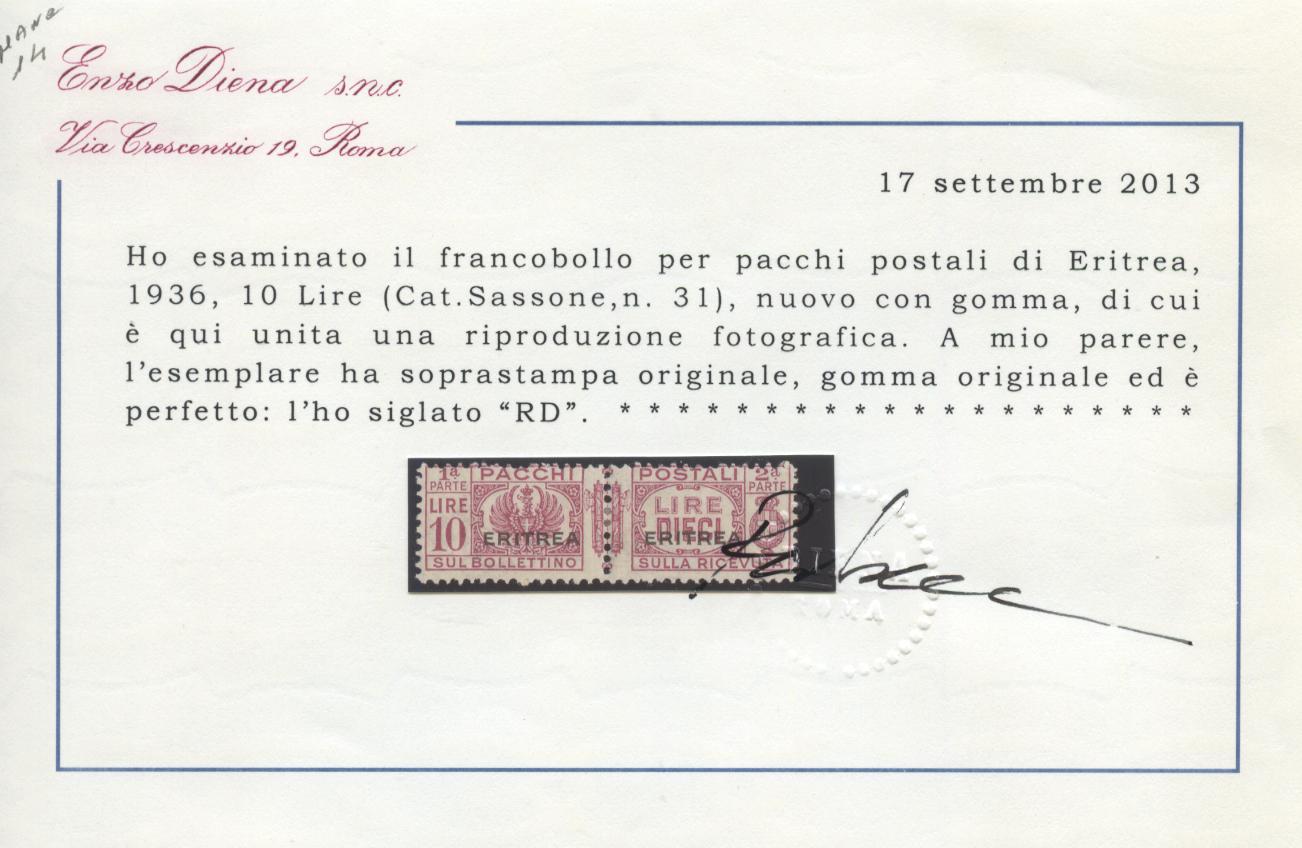 14
Enzo Diena s.n.c.
Via Crescenzio 19, Roma
17 settembre 2013
Ho esaminato il francobollo per pacchi postali di Eritrea,
1936, 10 Lire (Cat.Sassone,n. 31), nuovo con gomma, di cui
è qui unita una riproduzione fotografica. A mio parere,
l'esemplare ha soprastampa originale, gomma originale ed è
perfetto: l'ho siglato “RD”. * * * * * * * * * * * * * * * * * * * *
1ª PARTE PACCHI POSTALI 2ª PARTE
LIRE 10 ERITREA LIRE DIECI ERITREA
SUL BOLLETTINO SULLA RICEVUTA